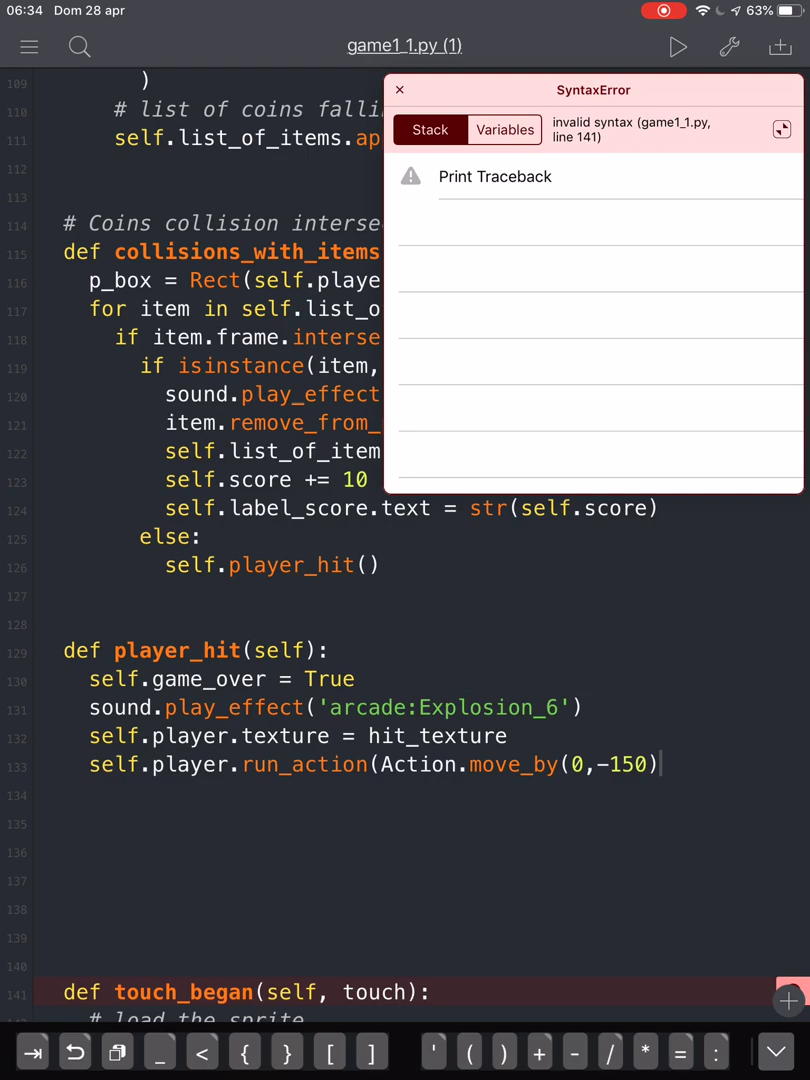 06:34 Dom 28 apr 63%
game1_1.py (1)
109 )
110 # list of coins falli
111 self.list_of_items.ap
112
113
114 # Coins collision interse
115 def collisions_with_items
116 p_box = Rect(self.playe
117 for item in self.list_o
118 if item.frame.interse
119 if isinstance(item,
120 sound.play_effect
121 item.remove_from_
122 self.list_of_item
123 self.score += 10
124 self.label_score.text = str(self.score)
125 else:
126 self.player_hit()
127
128
129 def player_hit(self):
130 self.game_over = True
131 sound.play_effect('arcade:Explosion_6')
132 self.player.texture = hit_texture
133 self.player.run_action(Action.move_by(0,-150)
134
135
136
137
138
139
140
141 def touch_began(self, touch):
# load the sprite
×
SyntaxError
Stack Variables
invalid syntax (game1_1.py,
line 141)
Print Traceback
_ < { } [ ] ' ( ) + - / * = :